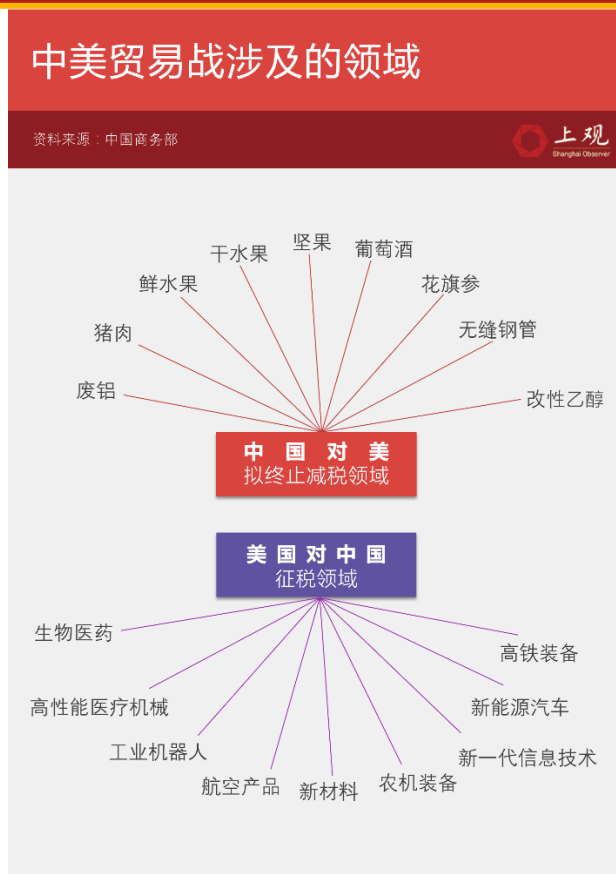 中美贸易战涉及的领域
资料来源：中国商务部
上观
Shanghai Observer
坚果
葡萄酒
干水果
鲜水果
花旗参
猪肉
无缝钢管
废铝
改性乙醇
中国对美
拟终止减税领域
美国对中国
征税领域
生物医药
高铁装备
高性能医疗机械
新能源汽车
工业机器人
新一代信息技术
航空产品
新材料
农机装备